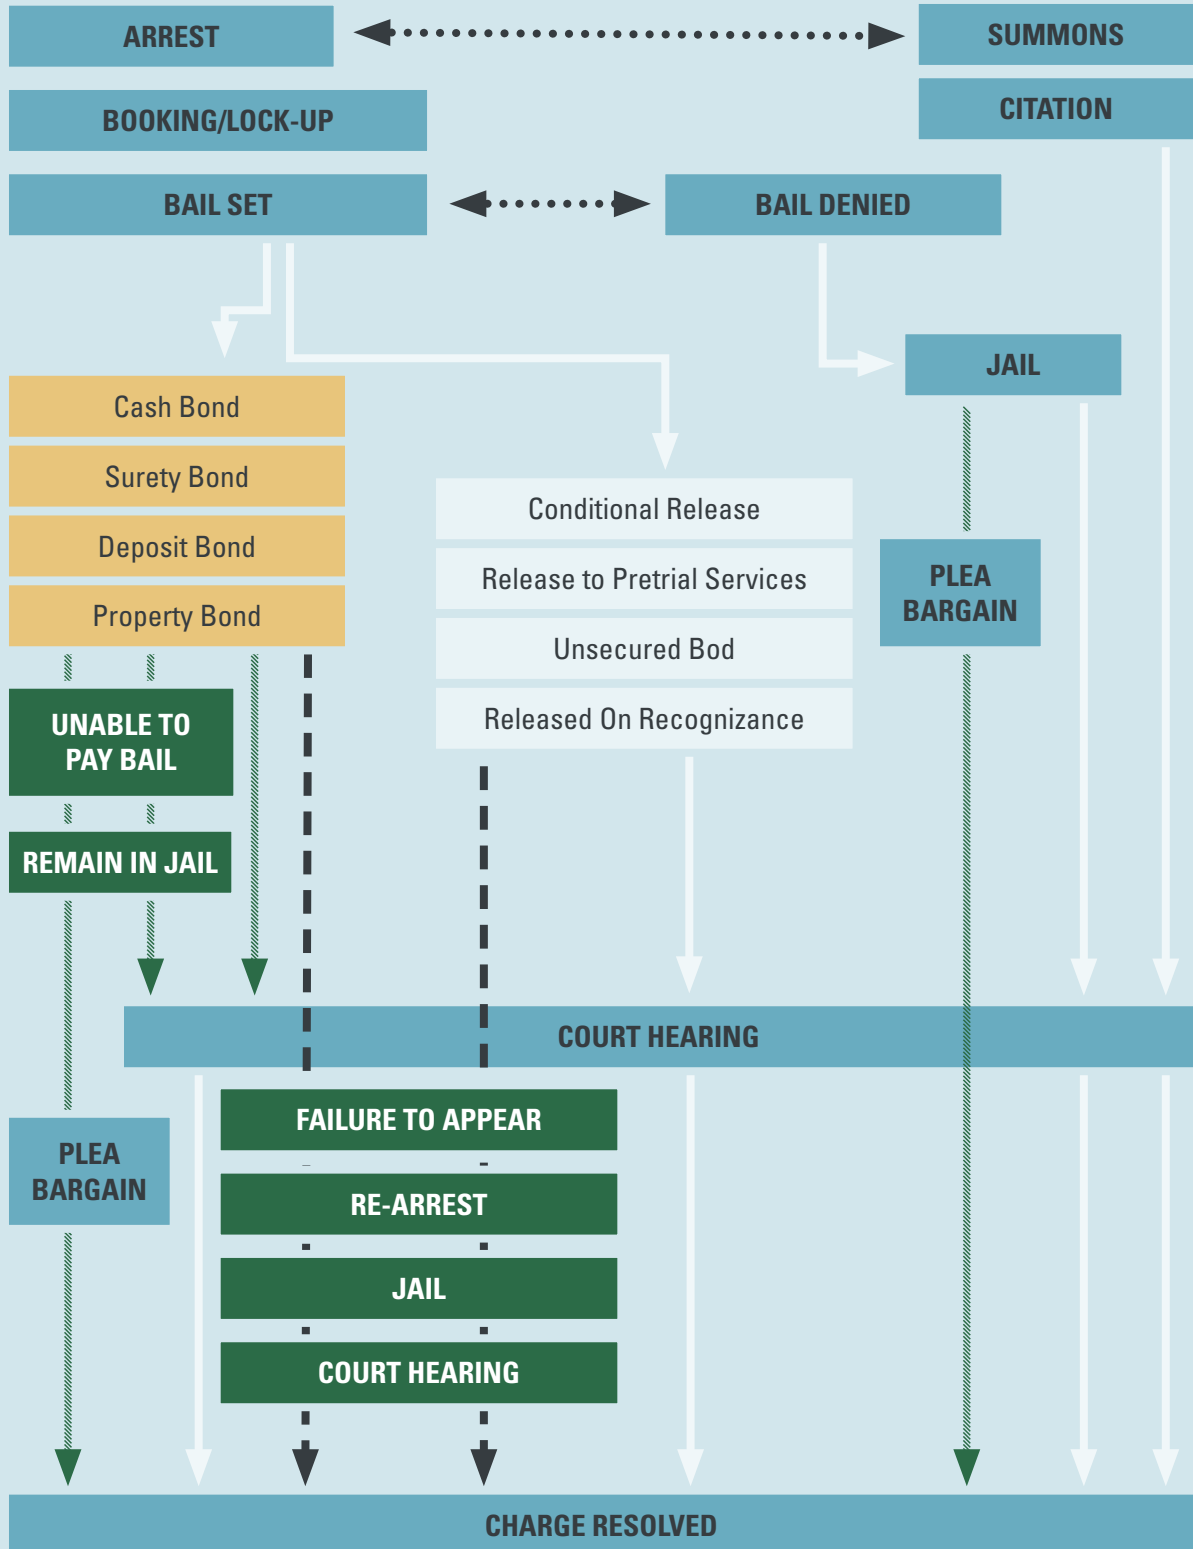 ARREST
SUMMONS
BOOKING/LOCK-UP
CITATION
BAIL SET
BAIL DENIED
JAIL
Cash Bond
Surety Bond
Deposit Bond
Property Bond
Conditional Release
Release to Pretrial Services
Unsecured Bod
Released On Recognizance
PLEA
BARGAIN
UNABLE TO
PAY BAIL
REMAIN IN JAIL
COURT HEARING
PLEA
BARGAIN
FAILURE TO APPEAR
RE-ARREST
JAIL
COURT HEARING
CHARGE RESOLVED